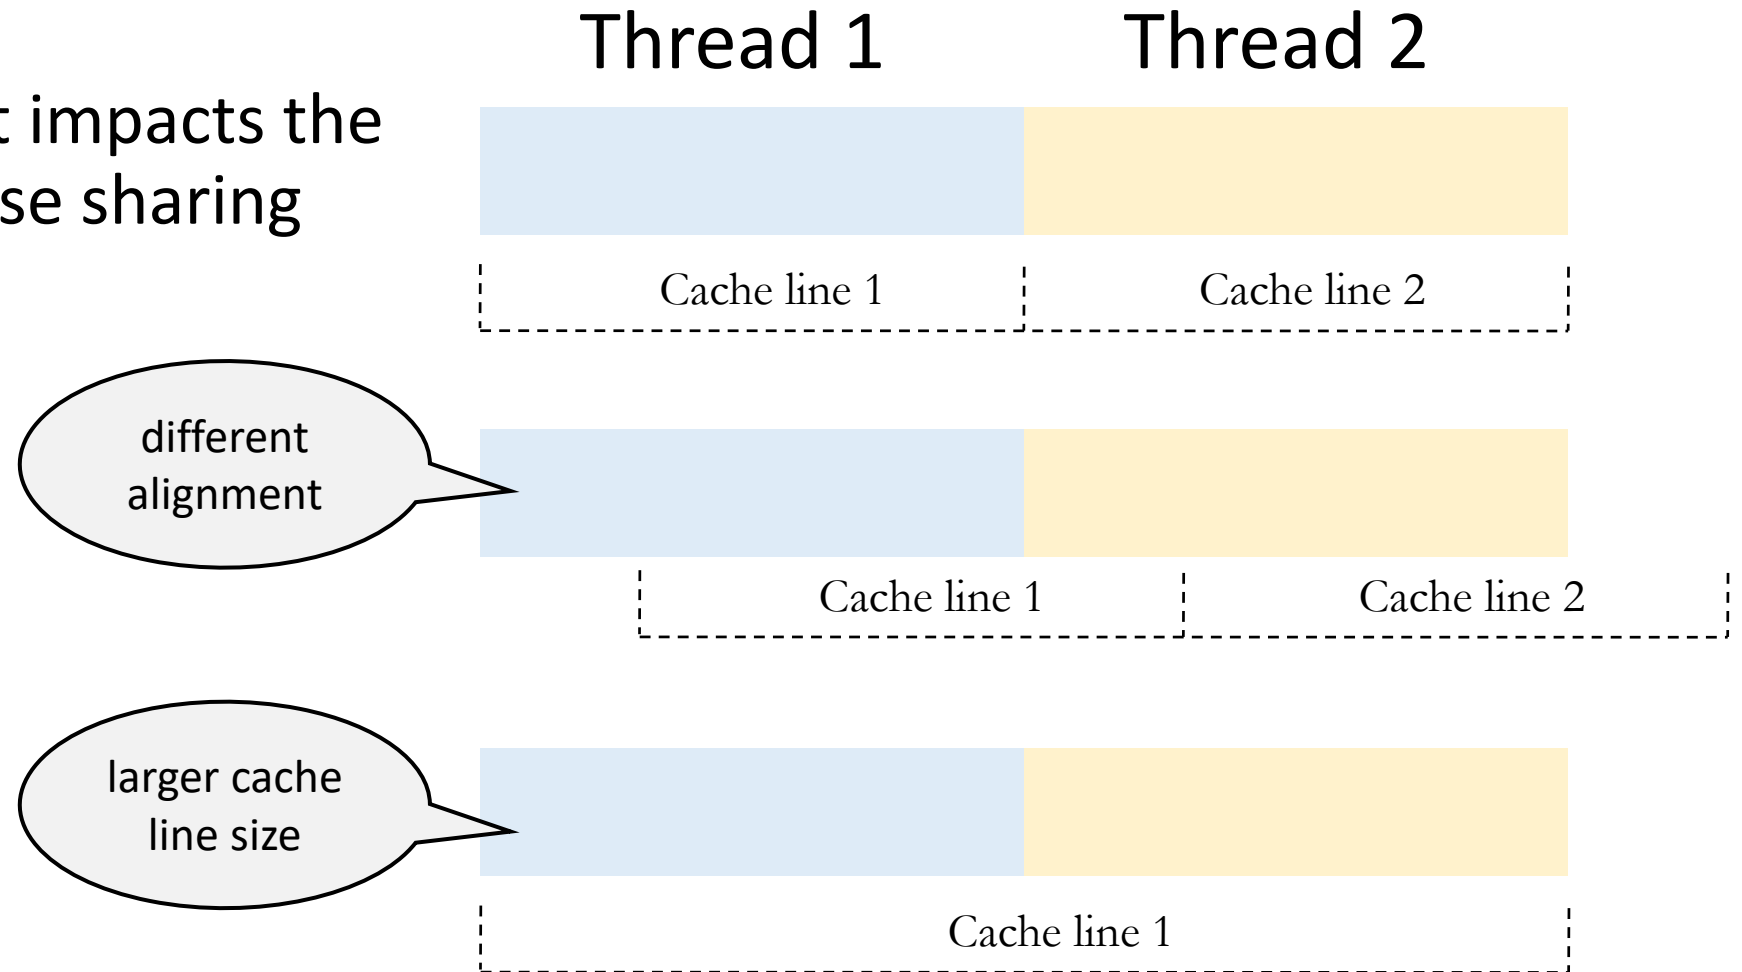 Thread 1 Thread 2
t impacts the
se sharing
Cache line 1 Cache line 2
different
alignment
Cache line 1 Cache line 2
larger cache
line size
Cache line 1